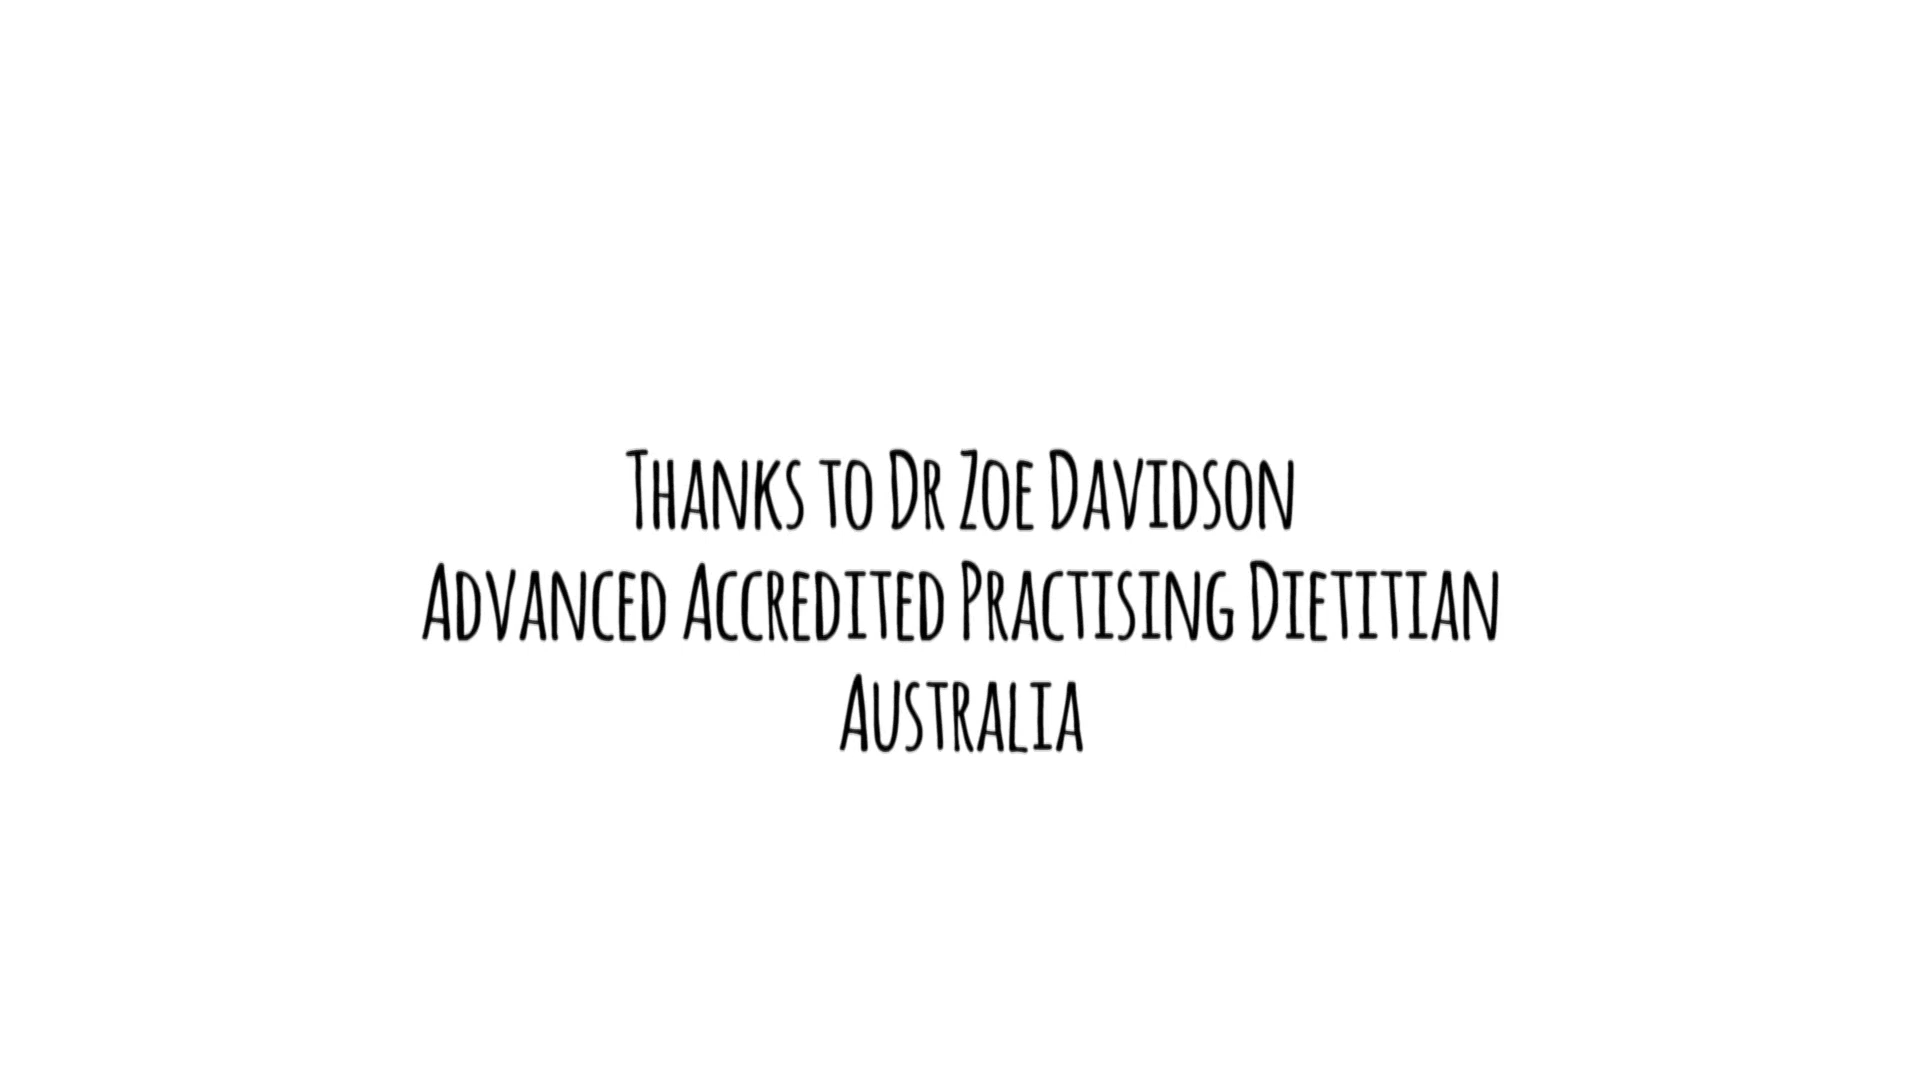 Thanks to Dr Zoe Davidson
Advanced Accredited Practising Dietitian
Australia